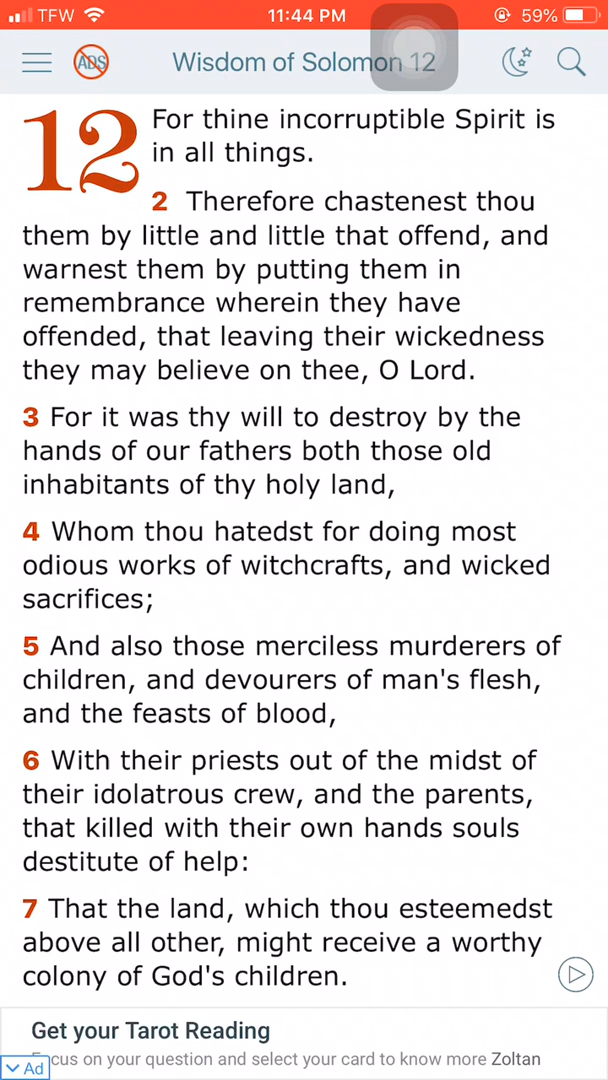 TFW 11:44 PM 59%
ADS Wisdom of Solomon 12
12 For thine incorruptible Spirit is
in all things.
2 Therefore chastenest thou
them by little and little that offend, and
warnest them by putting them in
remembrance wherein they have
offended, that leaving their wickedness
they may believe on thee, O Lord.
3 For it was thy will to destroy by the
hands of our fathers both those old
inhabitants of thy holy land,
4 Whom thou hatedst for doing most
odious works of witchcrafts, and wicked
sacrifices;
5 And also those merciless murderers of
children, and devourers of man's flesh,
and the feasts of blood,
6 With their priests out of the midst of
their idolatrous crew, and the parents,
that killed with their own hands souls
destitute of help:
7 That the land, which thou esteemedst
above all other, might receive a worthy
colony of God's children.
Get your Tarot Reading
cus on your question and select your card to know more Zoltan
Ad